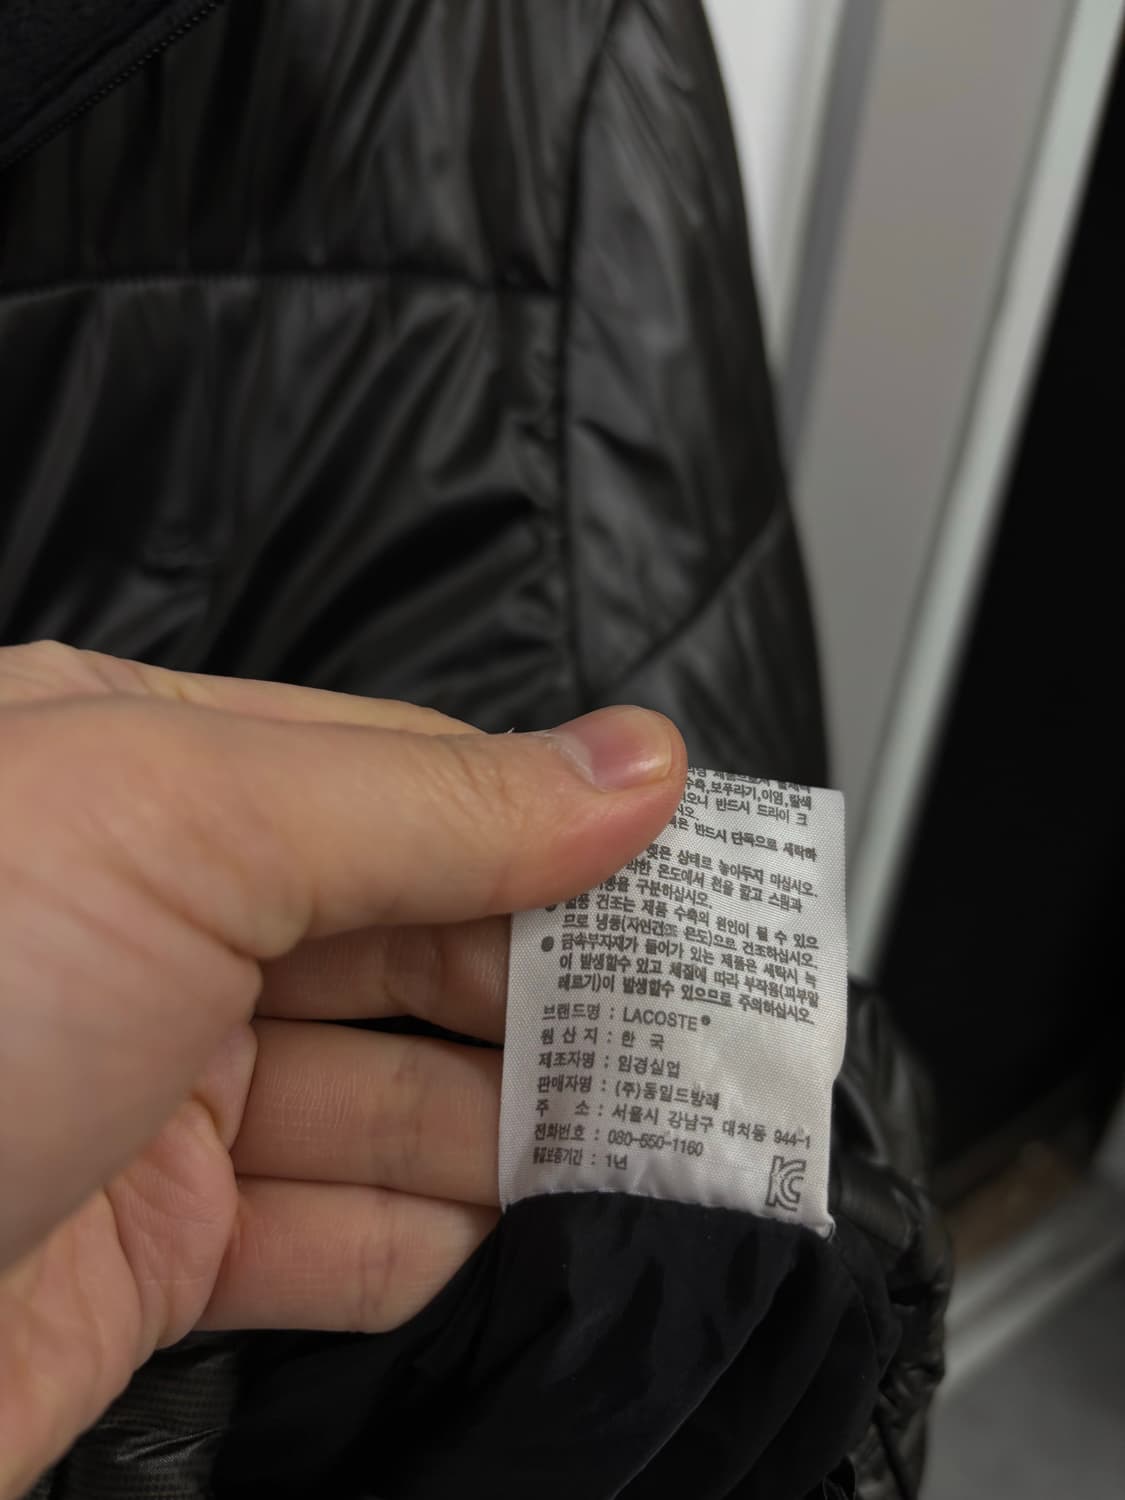 수축,보푸라기,이염,탈색
시오니 반드시 드라이 크
시오.
반드시 단독으로 세탁하
젖은 상태로 놓아두지 마십시오.
온도에서 천을 깔고 스팀과
구분하십시오.
건조는 제품 수축의 원인이 될 수 있으
므로 냉풍(자연건조 온도)으로 건조하십시오.
● 금속부자재가 들어가 있는 제품은 세탁시 녹
이 발생할수 있고 체질에 따라 부작용(피부알
레르기)이 발생할수 있으므로 주의하십시오.
브랜드명 : LACOSTE®
원 산 지 : 한 국
제조자명 : 임경실업
판매자명 : (주)동일드방레
주 소 : 서울시 강남구 대치동 944-1
전화번호 : 080-550-1160
품질보증기간 : 1년
KC